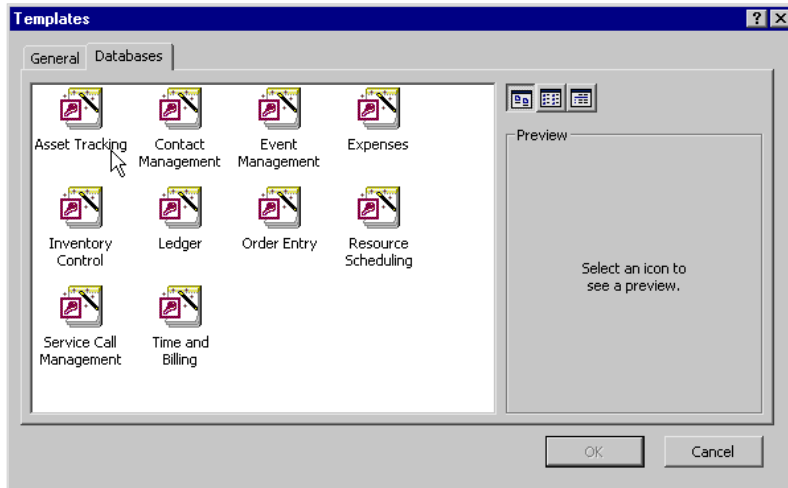 Templates
General Databases
Asset Tracking
Contact
Management
Event
Management
Expenses
Inventory
Control
Ledger
Order Entry
Resource
Scheduling
Service Call
Management
Time and
Billing
Preview
Select an icon to
see a preview.
OK Cancel